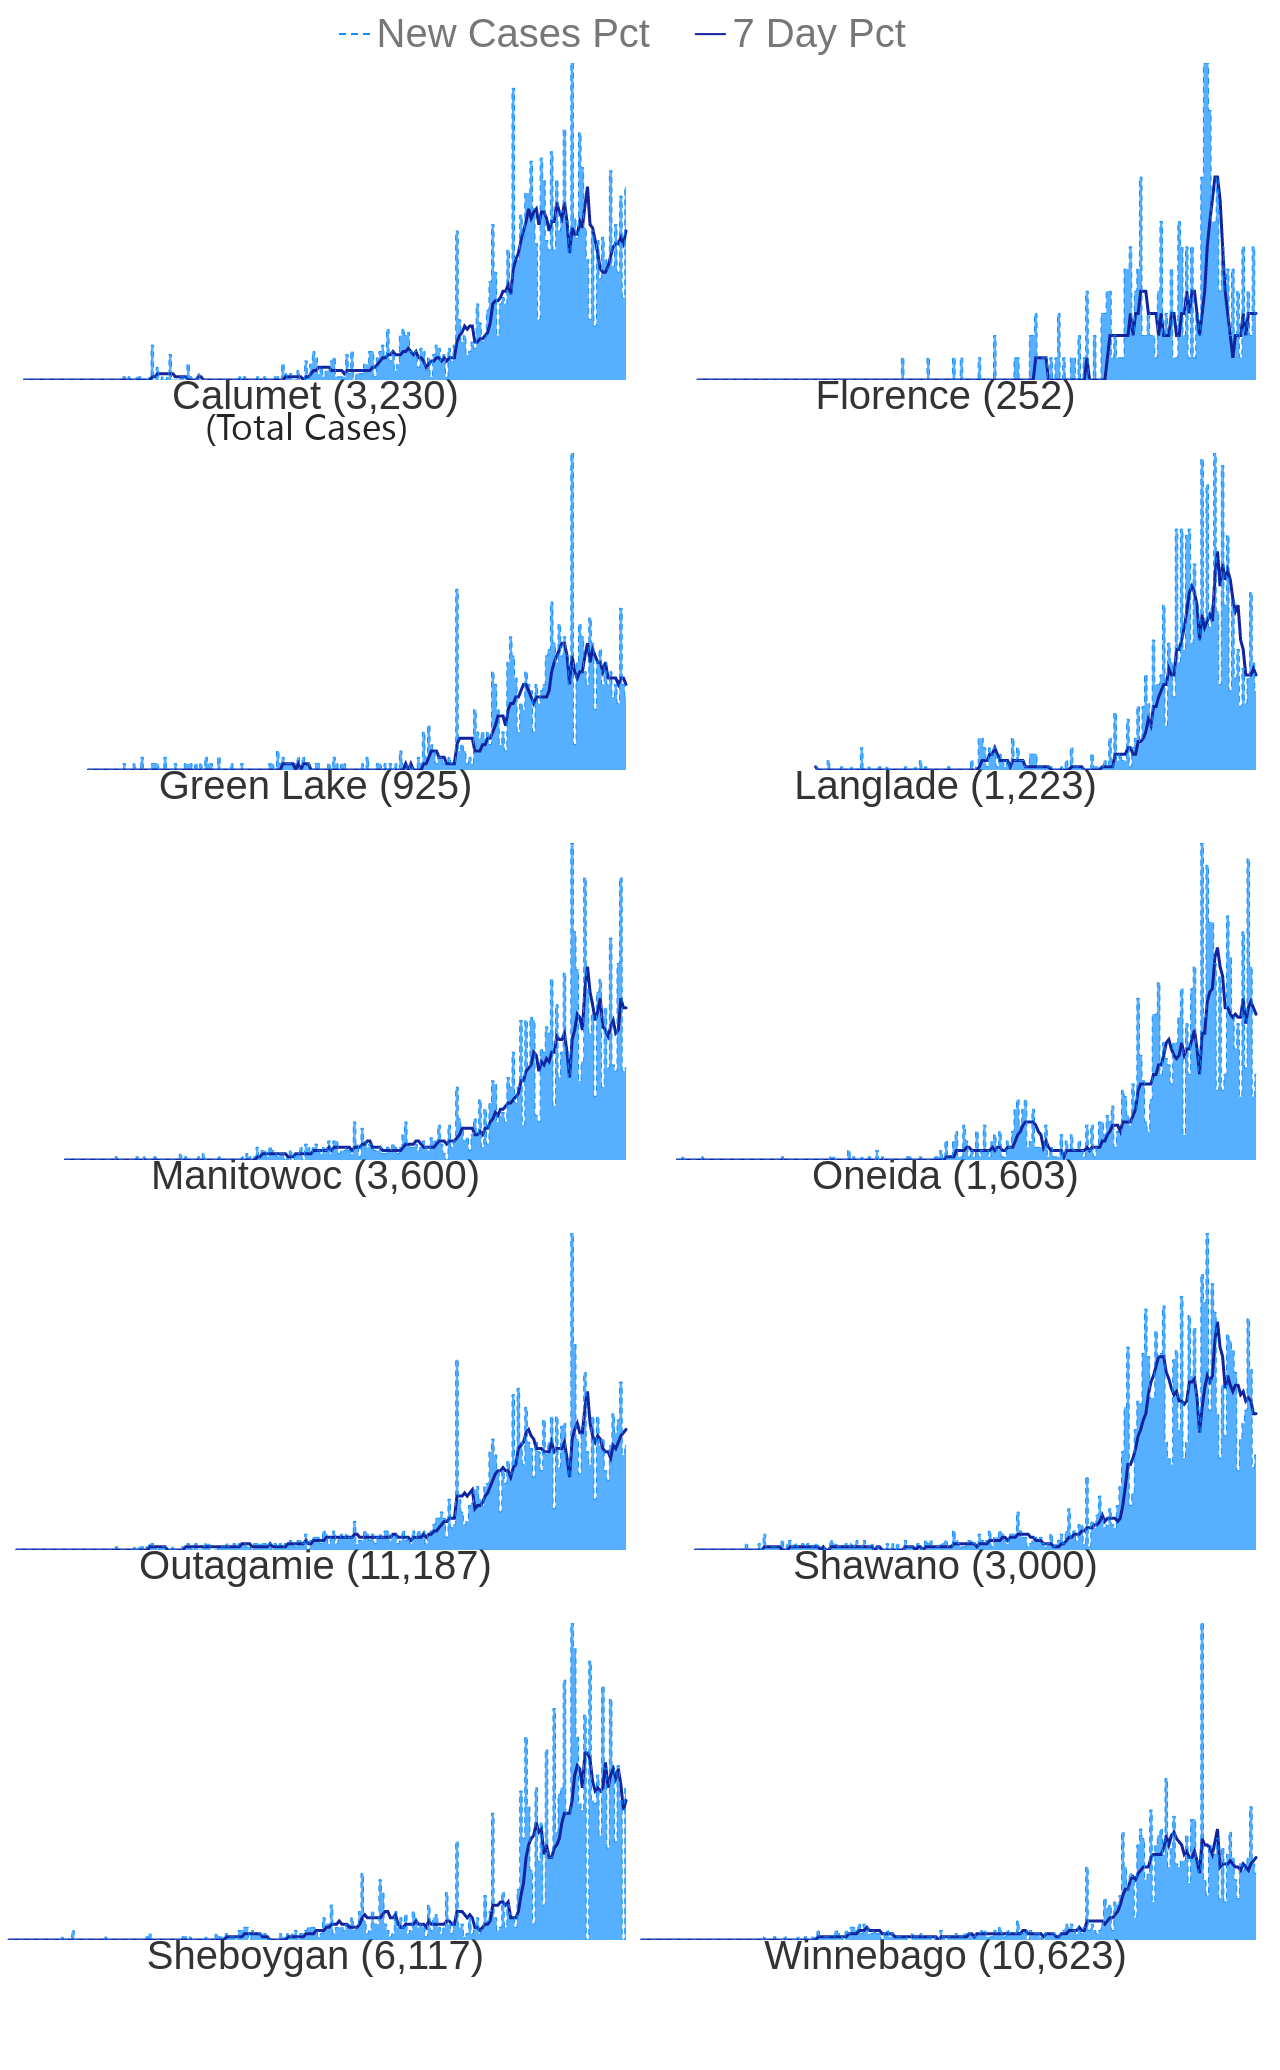 New Cases Pct 7 Day Pct
Calumet (3,230) Florence (252)
(Total Cases)
Green Lake (925) Langlade (1,223)
Manitowoc (3,600) Oneida (1,603)
Outagamie (11,187) Shawano (3,000)
Sheboygan (6,117) Winnebago (10,623)